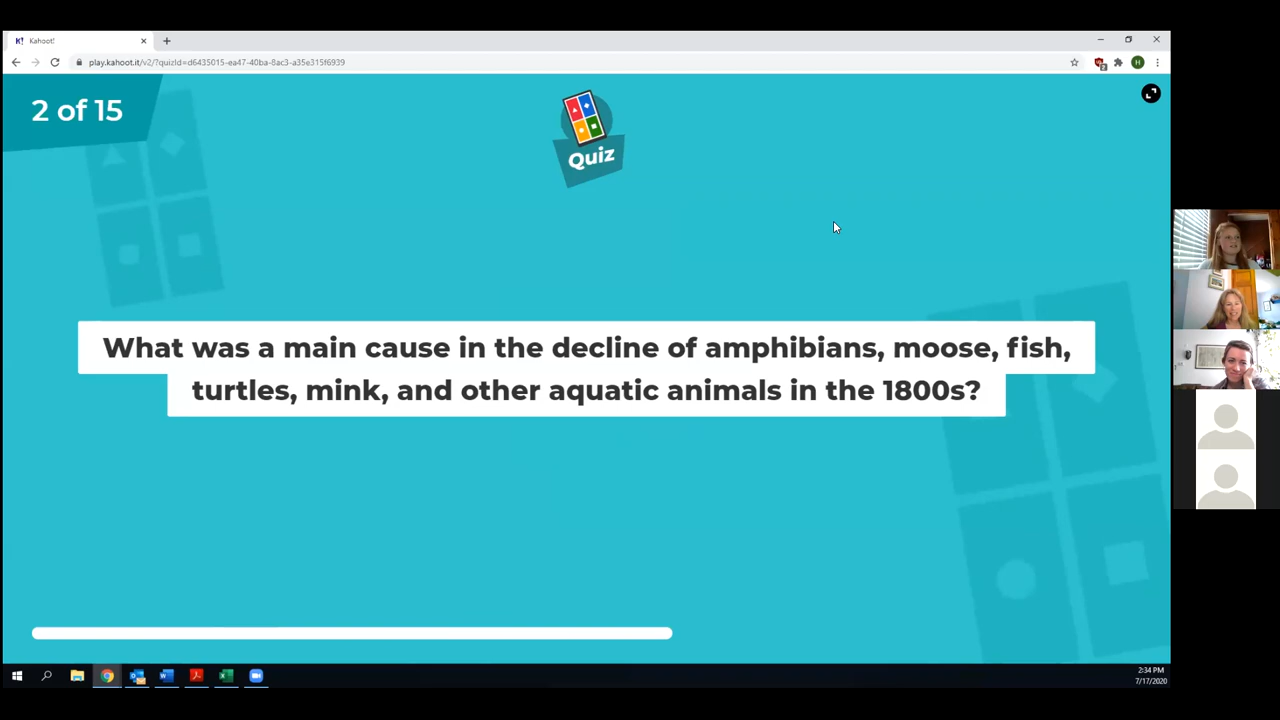 Kahoot!
play.kahoot.it/v2/?quizId=d6435015-ea47-40ba-8ac3-a35e315f6939
2
H
2 of 15
Quiz
What was a main cause in the decline of amphibians, moose, fish,
turtles, mink, and other aquatic animals in the 1800s?
2:34 PM
7/17/2020